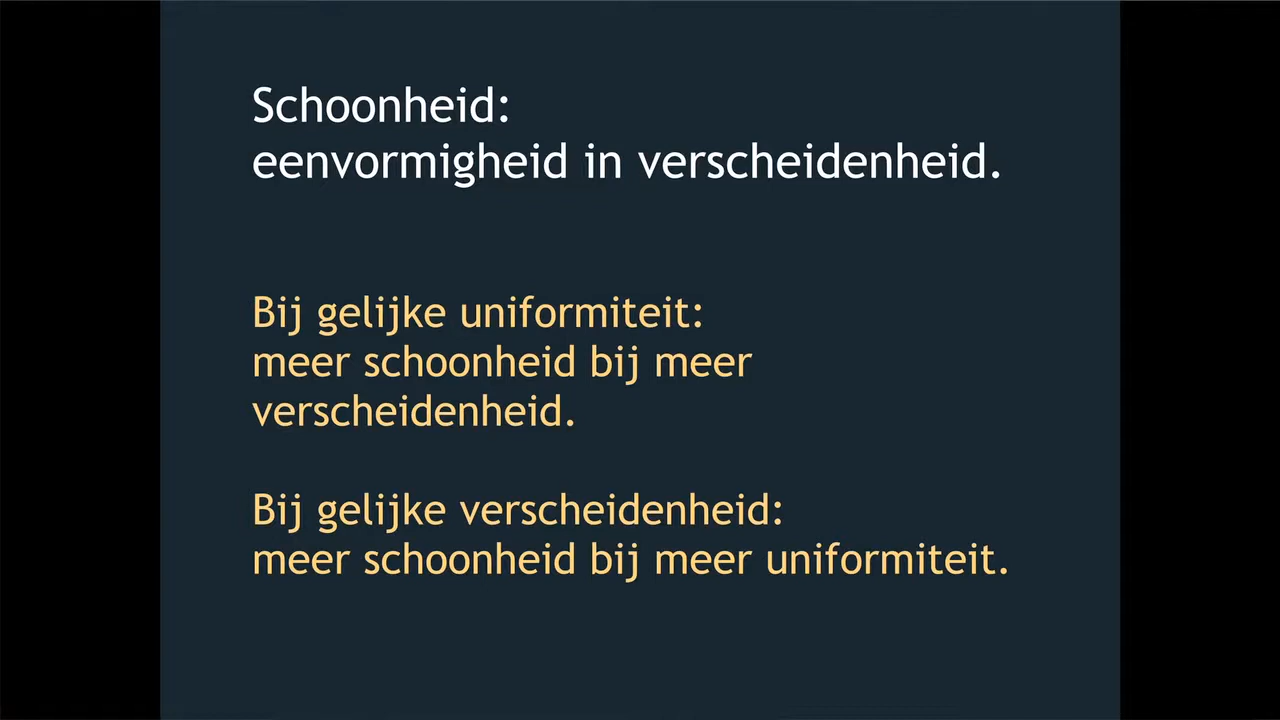 Schoonheid:
eenvormigheid in verscheidenheid.
Bij gelijke uniformiteit:
meer schoonheid bij meer
verscheidenheid.
Bij gelijke verscheidenheid:
meer schoonheid bij meer uniformiteit.